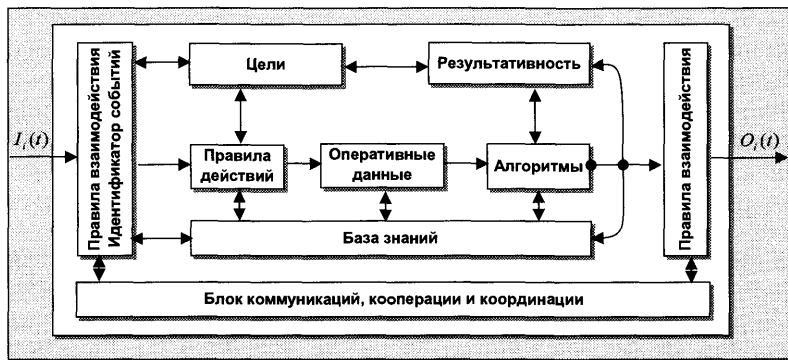 I_i(t)
Правила взаимодействия
Идентификатор событий
Цели
Результативность
Правила
действий
Оперативные
данные
Алгоритмы
База знаний
Правила взаимодействия
O_i(t)
Блок коммуникаций, кооперации и координации